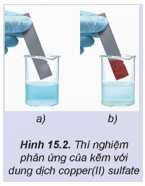 a)
b)
Hình 15.2. Thí nghiệm
phản ứng của kẽm với
dung dịch copper(II) sulfate